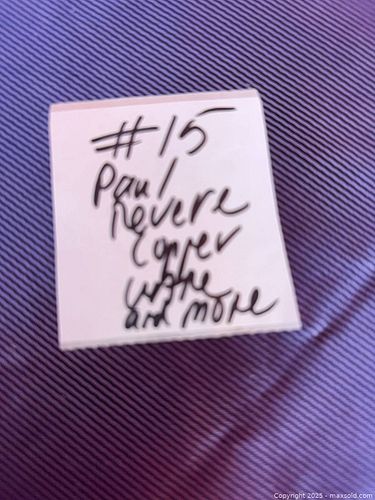 #15
Paul
Revere
Copper
ware
and more
Copyright 2025 - maxsold.com